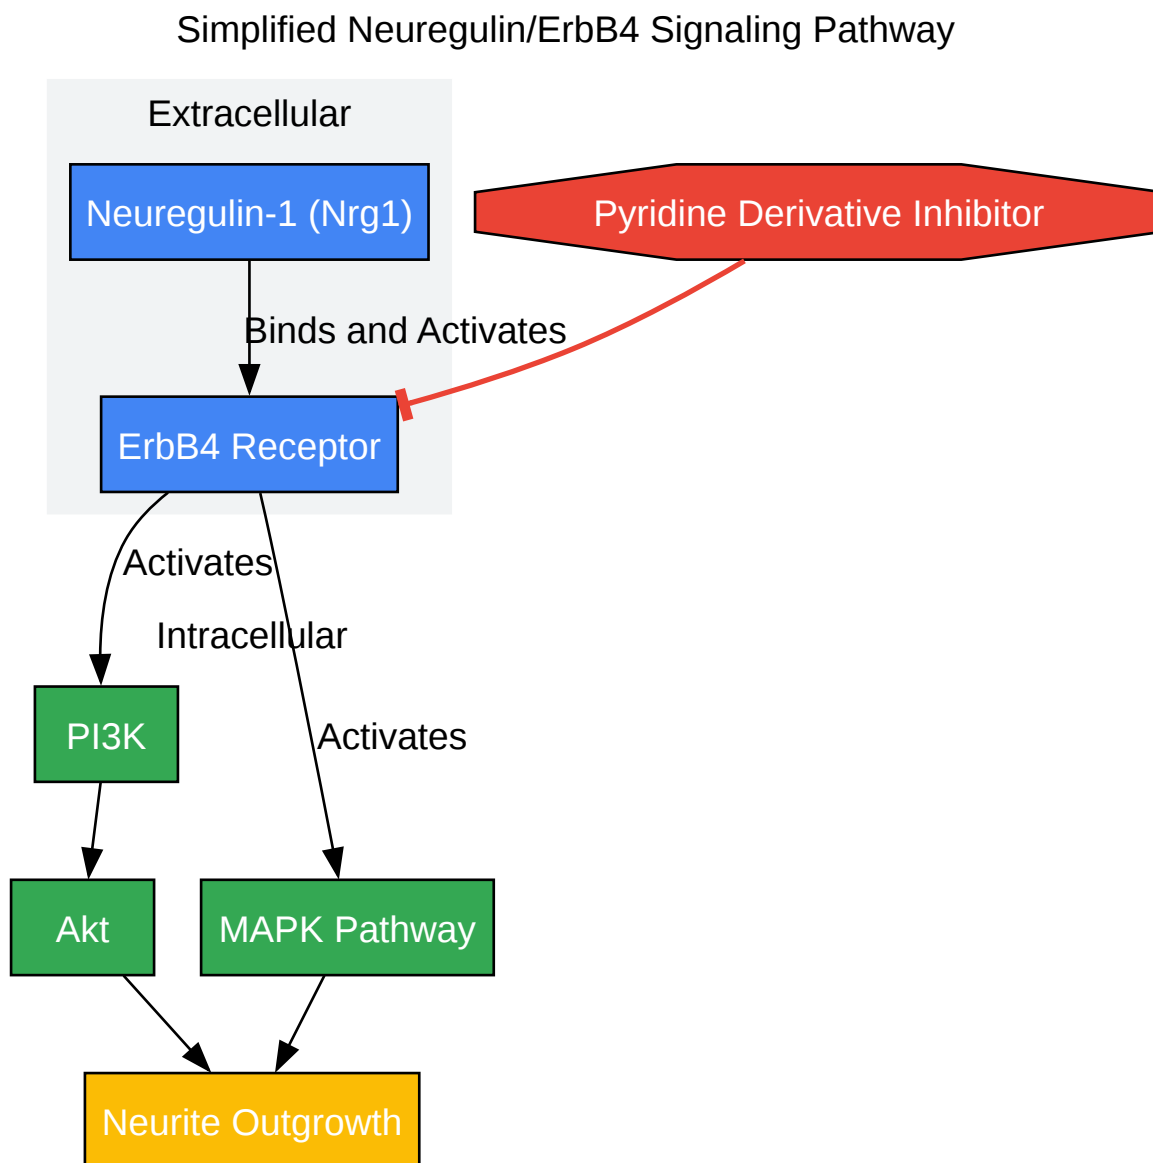 Simplified Neuregulin/ErbB4 Signaling Pathway
Extracellular
Neuregulin-1 (Nrg1)
Pyridine Derivative Inhibitor
Binds and Activates
ErbB4 Receptor
Activates
Intracellular
PI3K
Activates
Akt
MAPK Pathway
Neurite Outgrowth